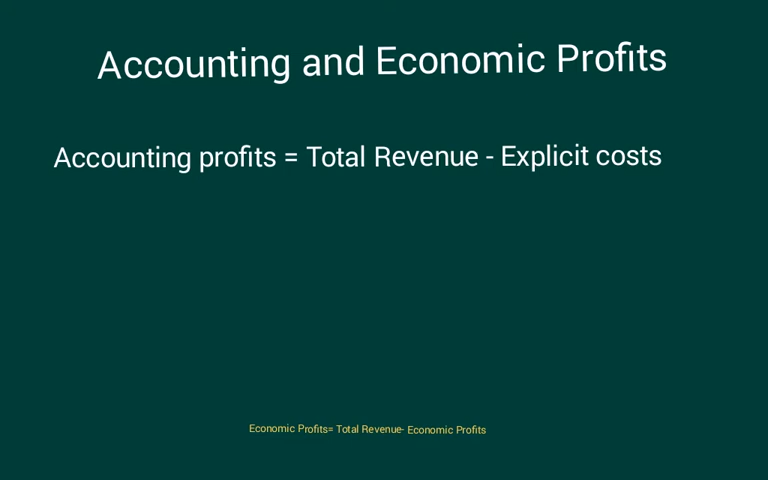 Accounting and Economic Profits
Accounting profits = Total Revenue - Explicit costs
Economic Profits= Total Revenue- Economic Profits